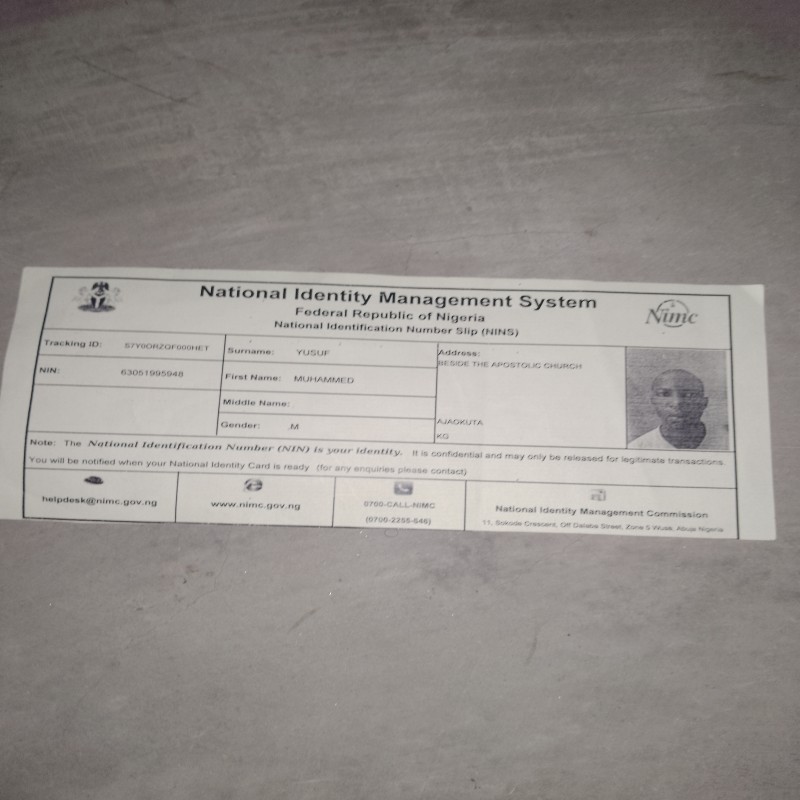 National Identity Management System
Federal Republic of Nigeria
National Identification Number Slip (NINS)
Nimc
Tracking ID: S7Y0ORZQF000HET
Surname: YUSUF
Address:
BESIDE THE APOSTOLIC CHURCH
NIN: 63051995948
First Name: MUHAMMED
Middle Name:
AJAOKUTA
Gender: M
KG
Note: The National Identification Number (NIN) is your identity. It is confidential and may only be released for legitimate transactions.
You will be notified when your National Identity Card is ready (for any enquiries please contact)
helpdesk@nimc.gov.ng
www.nimc.gov.ng
0700-CALL-NIMC
(0700-2255-646)
National Identity Management Commission
11, Sokode Crescent, Off Dalaba Street, Zone 5 Wuse, Abuja Nigeria